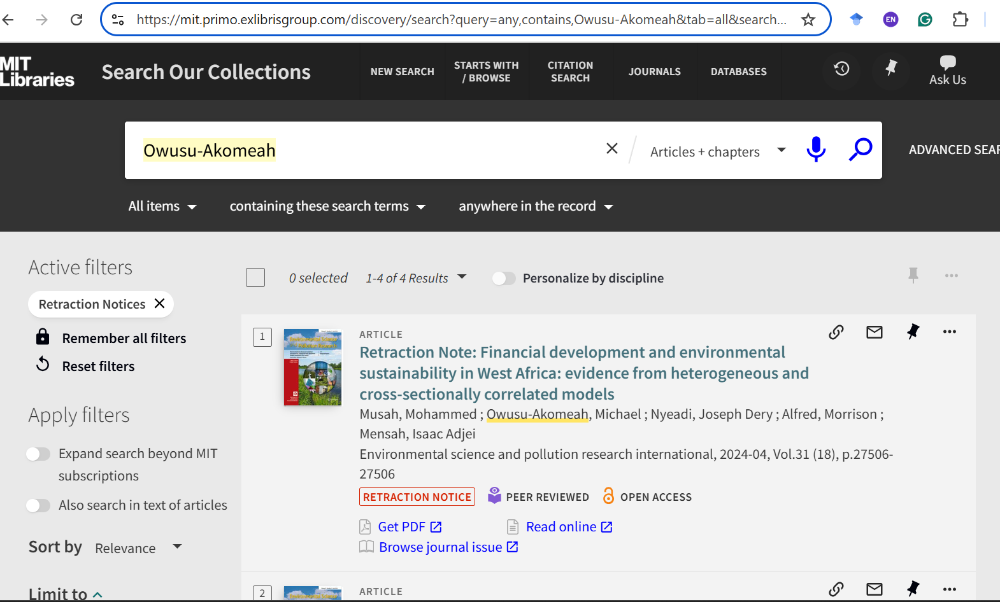 https://mit.primo.exlibrisgroup.com/discovery/search?query=any,contains,Owusu-Akomeah&tab=all&search...
EN
MIT
Libraries
Search Our Collections
NEW SEARCH
STARTS WITH
/ BROWSE
CITATION
SEARCH
JOURNALS
DATABASES
Ask Us
Owusu-Akomeah
Articles + chapters
ADVANCED SEAR
All items
containing these search terms
anywhere in the record
Active filters
Retraction Notices
Remember all filters
Reset filters
Apply filters
Expand search beyond MIT
subscriptions
Also search in text of articles
Sort by Relevance
Limit to
0 selected
1-4 of 4 Results
Personalize by discipline
1
ARTICLE
Retraction Note: Financial development and environmental
sustainability in West Africa: evidence from heterogeneous and
cross-sectionally correlated models
Musah, Mohammed ; Owusu-Akomeah, Michael ; Nyeadi, Joseph Dery ; Alfred, Morrison ;
Mensah, Isaac Adjei
Environmental science and pollution research international, 2024-04, Vol.31 (18), p.27506-
27506
RETRACTION NOTICE
PEER REVIEWED
OPEN ACCESS
Get PDF
Read online
Browse journal issue
2
ARTICLE